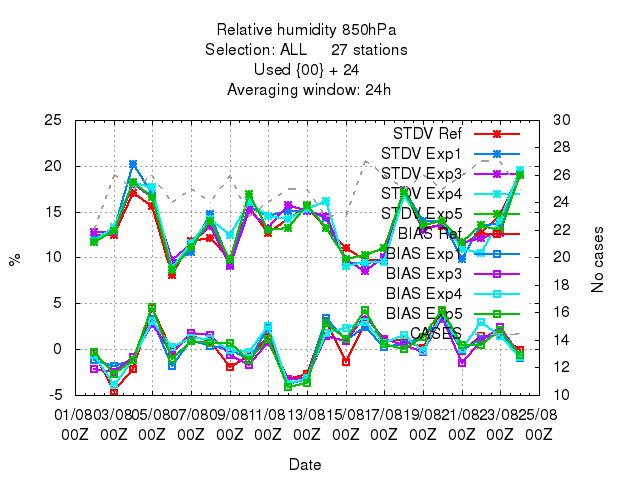 Relative humidity 850hPa
Selection: ALL 27 stations
Used {00} + 24
Averaging window: 24h
25 30
STDV Ref
28
STDV Exp1
20
STDV Exp3
26
STDV Exp4
24
15 STDV Exp5
22
BIAS Ref
% 10 20 No cases
BIAS Exp1
18
BIAS Exp3
5
BIAS Exp4
16
BIAS Exp5
0 CASES 14
12
-5 10
01/08 03/08 05/08 07/08 09/08 11/08 13/08 15/08 17/08 19/08 21/08 23/08 25/08
00Z 00Z 00Z 00Z 00Z 00Z 00Z 00Z 00Z 00Z 00Z 00Z 00Z
Date